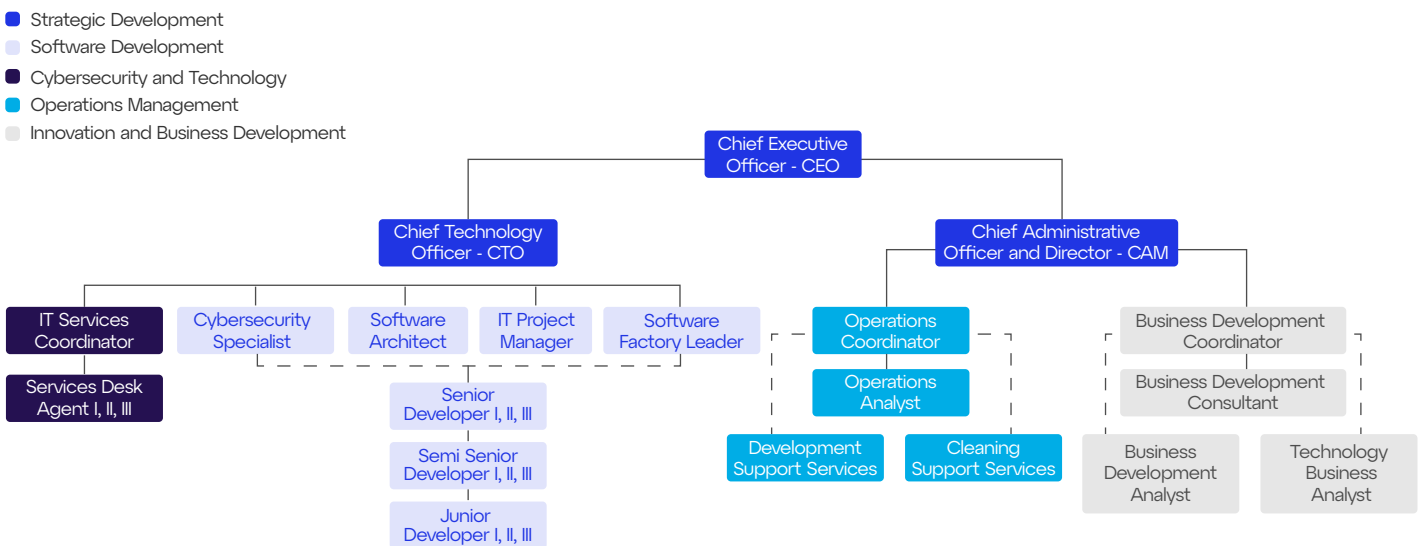 Strategic Development
Software Development
Cybersecurity and Technology
Operations Management
Innovation and Business Development
Chief Executive
Officer - CEO
Chief Technology
Officer - CTO
Chief Administrative
Officer and Director - CAM
IT Services
Coordinator
Cybersecurity
Specialist
Software
Architect
IT Project
Manager
Software
Factory Leader
Operations
Coordinator
Business Development
Coordinator
Services Desk
Agent I, II, III
Senior
Developer I, II, III
Operations
Analyst
Business Development
Consultant
Semi Senior
Developer I, II, III
Development
Support Services
Cleaning
Support Services
Business
Development
Analyst
Technology
Business
Analyst
Junior
Developer I, II, III